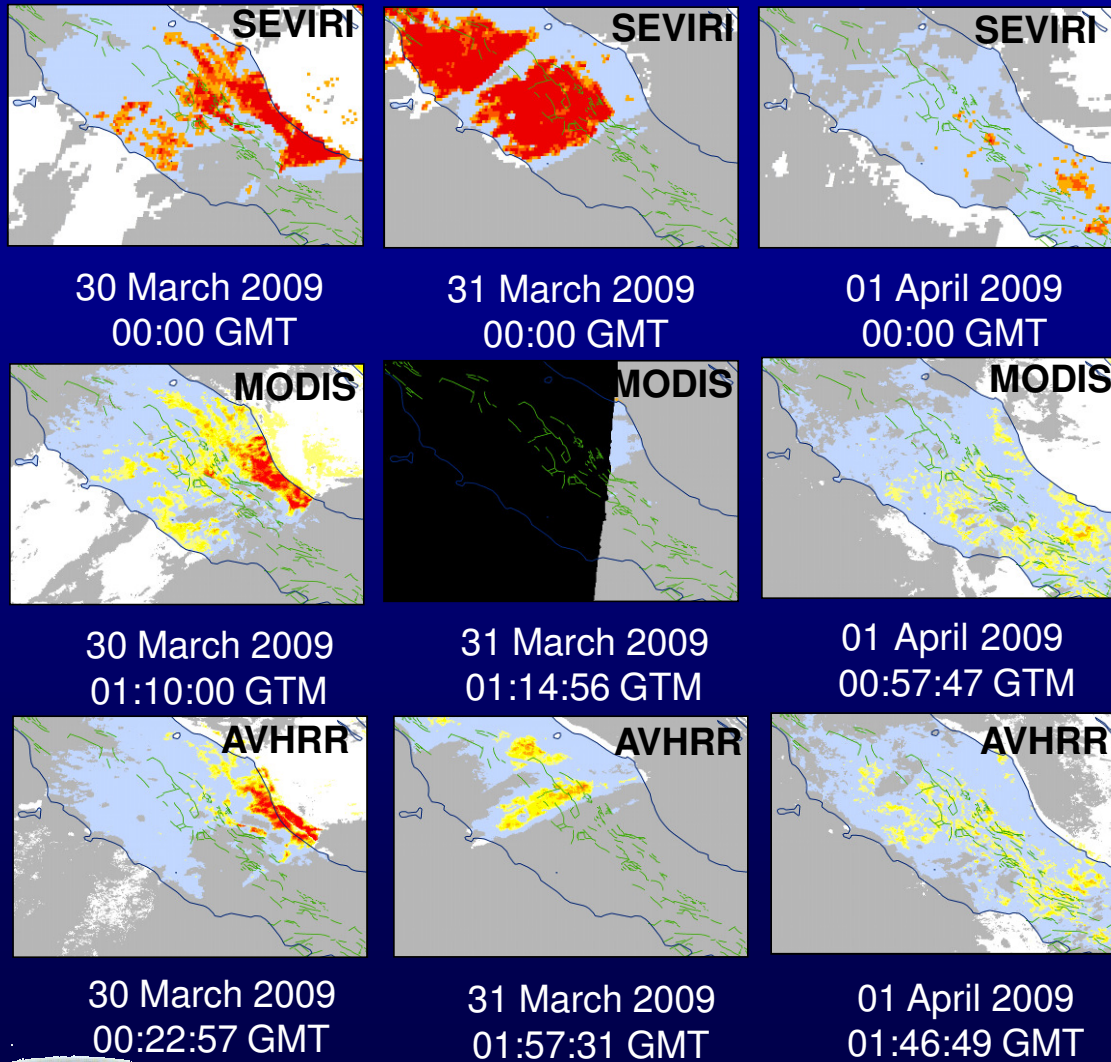 SEVIRI
SEVIRI
SEVIRI
30 March 2009
00:00 GMT
31 March 2009
00:00 GMT
01 April 2009
00:00 GMT
MODIS
MODIS
MODIS
30 March 2009
01:10:00 GTM
31 March 2009
01:14:56 GTM
01 April 2009
00:57:47 GTM
AVHRR
AVHRR
AVHRR
30 March 2009
00:22:57 GMT
31 March 2009
01:57:31 GMT
01 April 2009
01:46:49 GMT